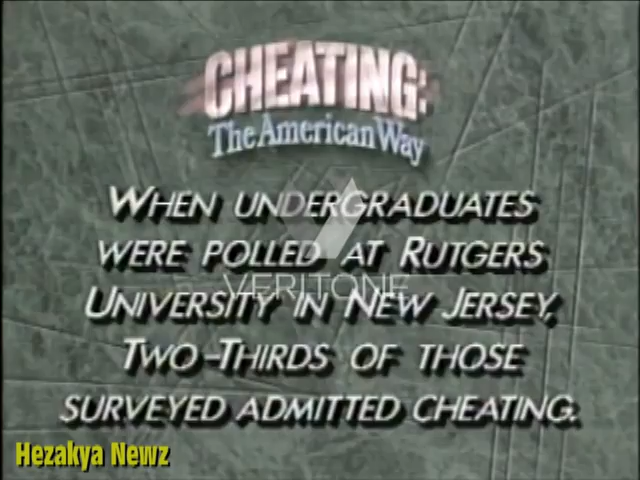 CHEATING:
The American Way
WHEN UNDERGRADUATES
WERE POLLED AT RUTGERS
VERITONE
UNIVERSITY IN NEW JERSEY,
TWO-THIRDS OF THOSE
SURVEYED ADMITTED CHEATING.
Hezakya Newz